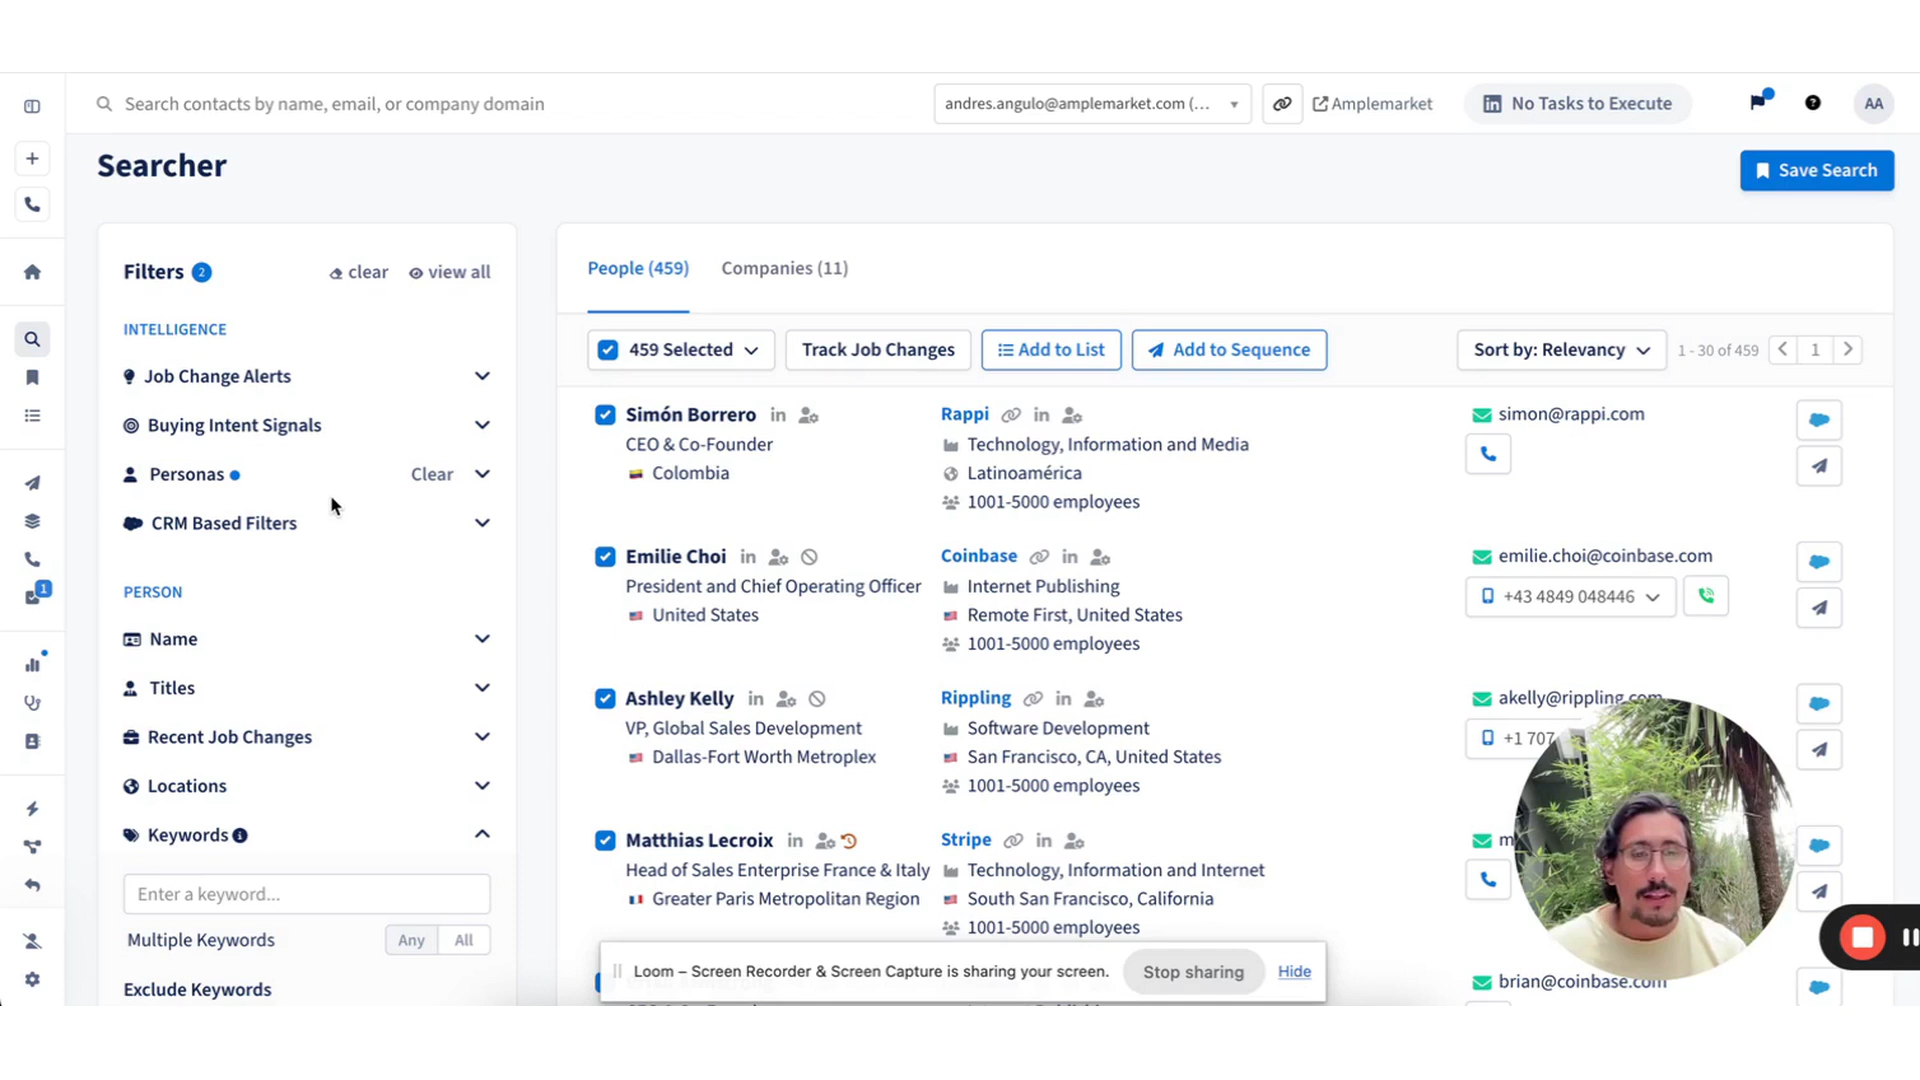 Search contacts by name, email, or company domain
andres.angulo@amplemarket.com (...
Amplemarket
No Tasks to Execute
AA
Searcher
Save Search
Filters 2
clear
view all
INTELLIGENCE
Job Change Alerts
Buying Intent Signals
Personas
Clear
CRM Based Filters
PERSON
Name
Titles
Recent Job Changes
Locations
Keywords
Enter a keyword...
Multiple Keywords
Any
All
Exclude Keywords
1
People (459)
Companies (11)
459 Selected
Track Job Changes
Add to List
Add to Sequence
Sort by: Relevancy
1 - 30 of 459
1
Simón Borrero
CEO & Co-Founder
Colombia
Rappi
Technology, Information and Media
Latinoamérica
1001-5000 employees
simon@rappi.com
Emilie Choi
President and Chief Operating Officer
United States
Coinbase
Internet Publishing
Remote First, United States
1001-5000 employees
emilie.choi@coinbase.com
+43 4849 048446
Ashley Kelly
VP, Global Sales Development
Dallas-Fort Worth Metroplex
Rippling
Software Development
San Francisco, CA, United States
1001-5000 employees
akelly@rippling.com
+1 707
Matthias Lecroix
Head of Sales Enterprise France & Italy
Greater Paris Metropolitan Region
Stripe
Technology, Information and Internet
South San Francisco, California
1001-5000 employees
m
brian@coinbase.com
Loom – Screen Recorder & Screen Capture is sharing your screen.
Stop sharing
Hide